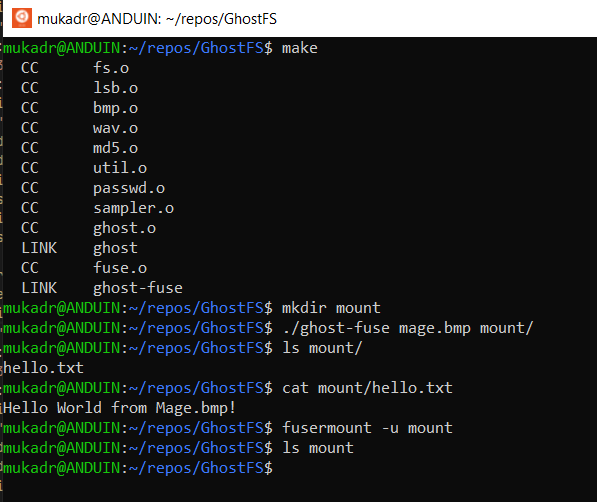 mukadr@ANDUIN: ~/repos/GhostFS
mukadr@ANDUIN:~/repos/GhostFS$ make
CC fs.o
CC lsb.o
CC bmp.o
CC wav.o
CC md5.o
CC util.o
CC passwd.o
CC sampler.o
CC ghost.o
LINK ghost
CC fuse.o
LINK ghost-fuse
mukadr@ANDUIN:~/repos/GhostFS$ mkdir mount
mukadr@ANDUIN:~/repos/GhostFS$ ./ghost-fuse mage.bmp mount/
mukadr@ANDUIN:~/repos/GhostFS$ ls mount/
hello.txt
mukadr@ANDUIN:~/repos/GhostFS$ cat mount/hello.txt
Hello World from Mage.bmp!
mukadr@ANDUIN:~/repos/GhostFS$ fusermount -u mount
mukadr@ANDUIN:~/repos/GhostFS$ ls mount
mukadr@ANDUIN:~/repos/GhostFS$